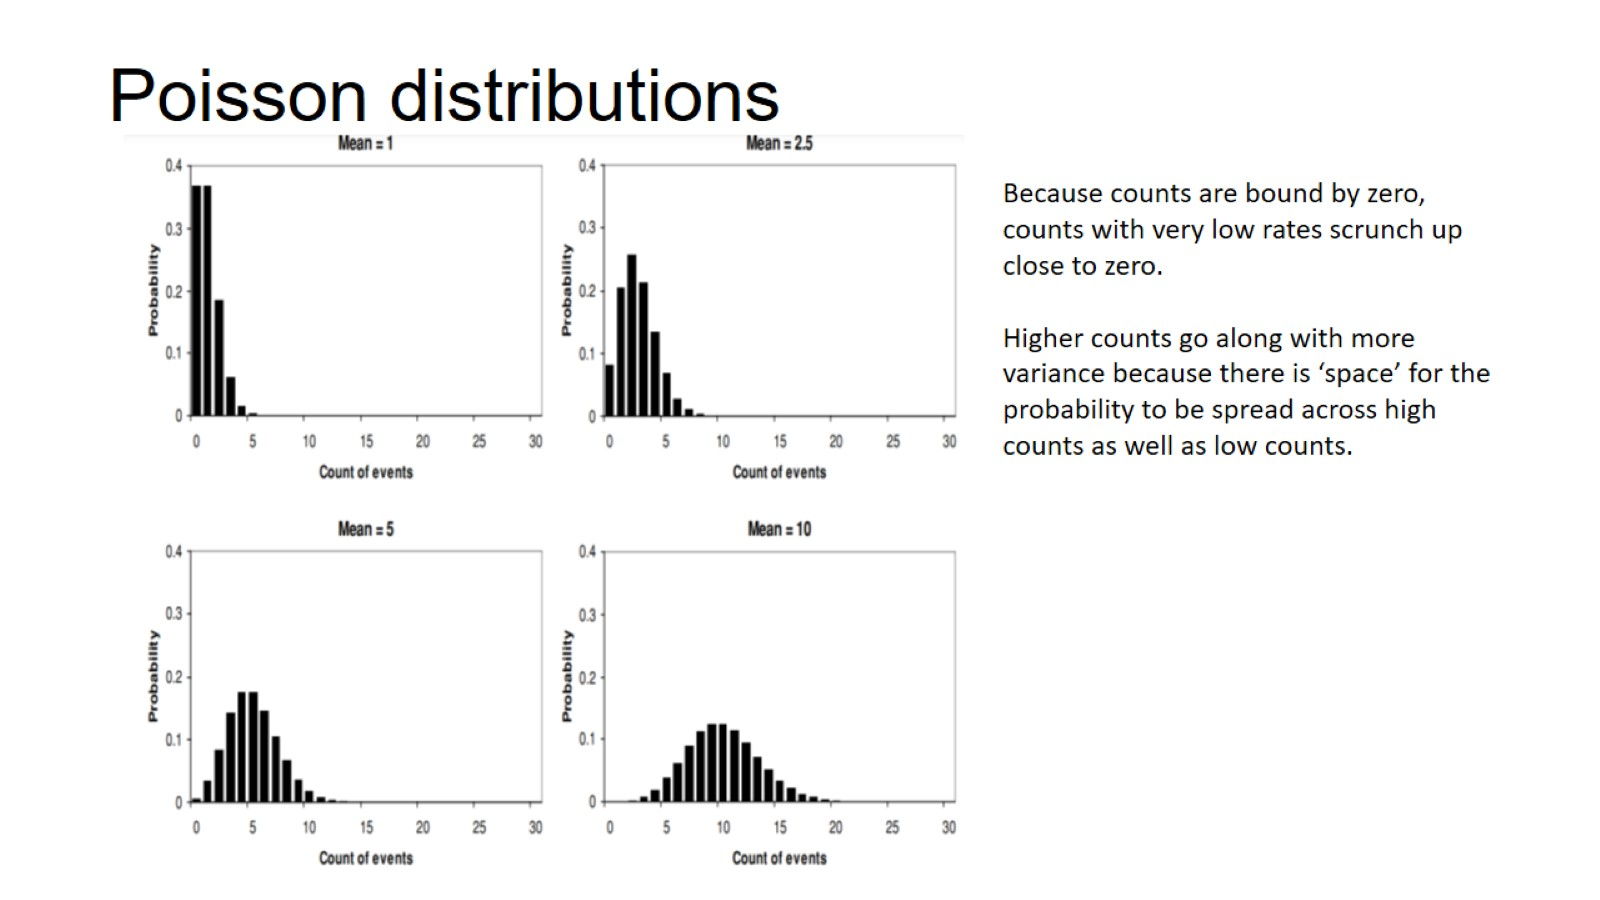 Poisson distributions
Mean = 1
0.4
0.3
0.2
0.1
0
Probability
0 5 10 15 20 25 30
Count of events
Mean = 2.5
0.4
0.3
0.2
0.1
0
Probability
0 5 10 15 20 25 30
Count of events
Because counts are bound by zero,
counts with very low rates scrunch up
close to zero.
Higher counts go along with more
variance because there is ‘space’ for the
probability to be spread across high
counts as well as low counts.
Mean = 5
0.4
0.3
0.2
0.1
0
Probability
0 5 10 15 20 25 30
Count of events
Mean = 10
0.4
0.3
0.2
0.1
0
Probability
0 5 10 15 20 25 30
Count of events